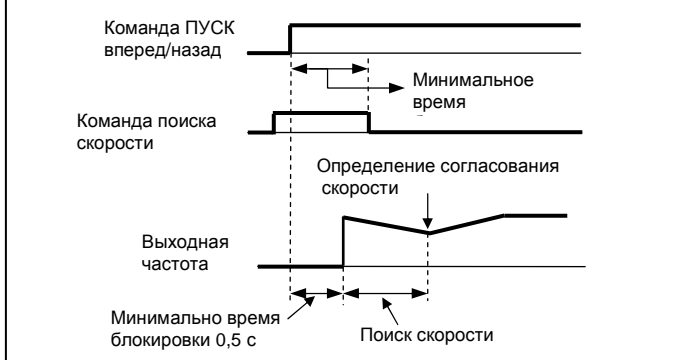 Команда ПУСК
вперед/назад
Минимальное
время
Команда поиска
скорости
Определение согласования
скорости
Выходная
частота
Минимально время
блокировки 0,5 с
Поиск скорости